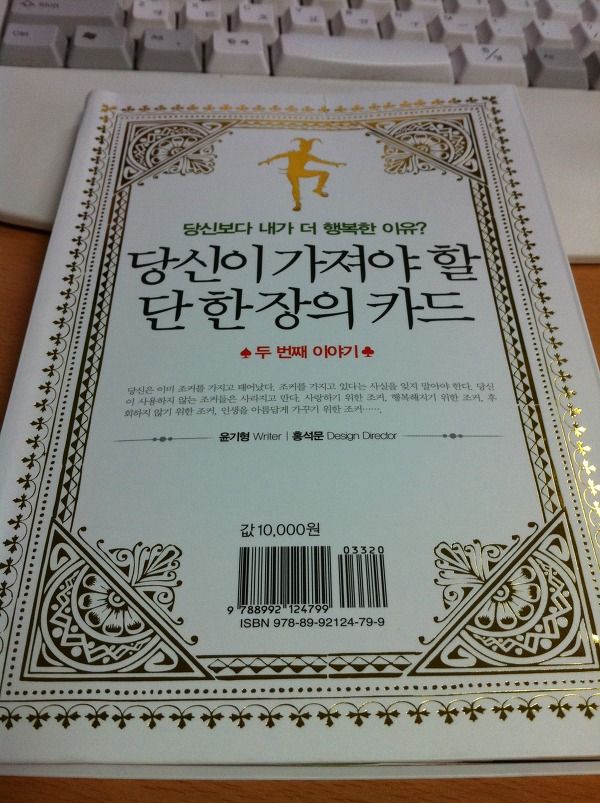 당신보다 내가 더 행복한 이유?
당신이 가져야 할
단 한 장의 카드
♠ 두 번째 이야기 ♣
당신은 이미 조커를 가지고 태어났다. 조커를 가지고 있다는 사실을 잊지 말아야 한다. 당신
이 사용하지 않는 조커들은 사라지고 만다. 사랑하기 위한 조커, 행복해지기 위한 조커, 후
회하지 않기 위한 조커, 인생을 아름답게 가꾸기 위한 조커……
윤기형 Writer | 홍석문 Design Director
값 10,000원
03320
9 788992 124799
ISBN 978-89-92124-79-9